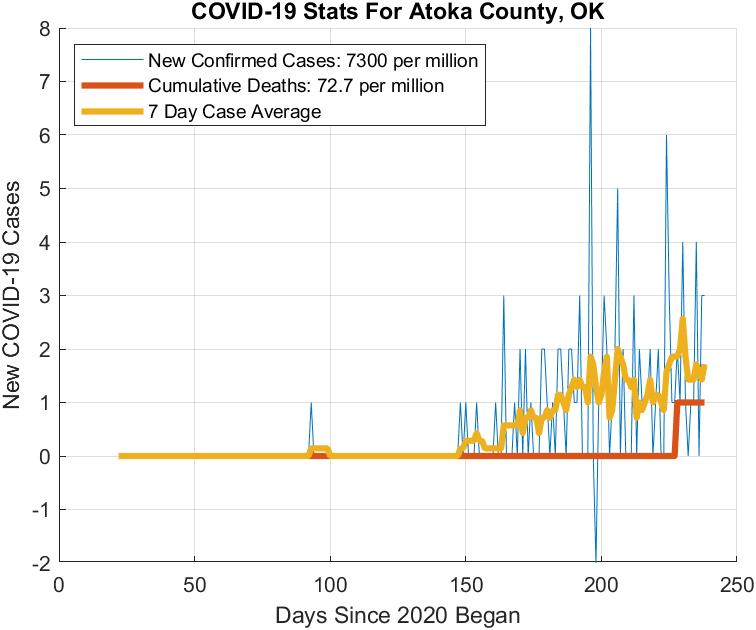 COVID-19 Stats For Atoka County, OK
8
7
6
5
4
3
2
1
0
-1
-2
New COVID-19 Cases
New Confirmed Cases: 7300 per million
Cumulative Deaths: 72.7 per million
7 Day Case Average
0 50 100 150 200 250
Days Since 2020 Began